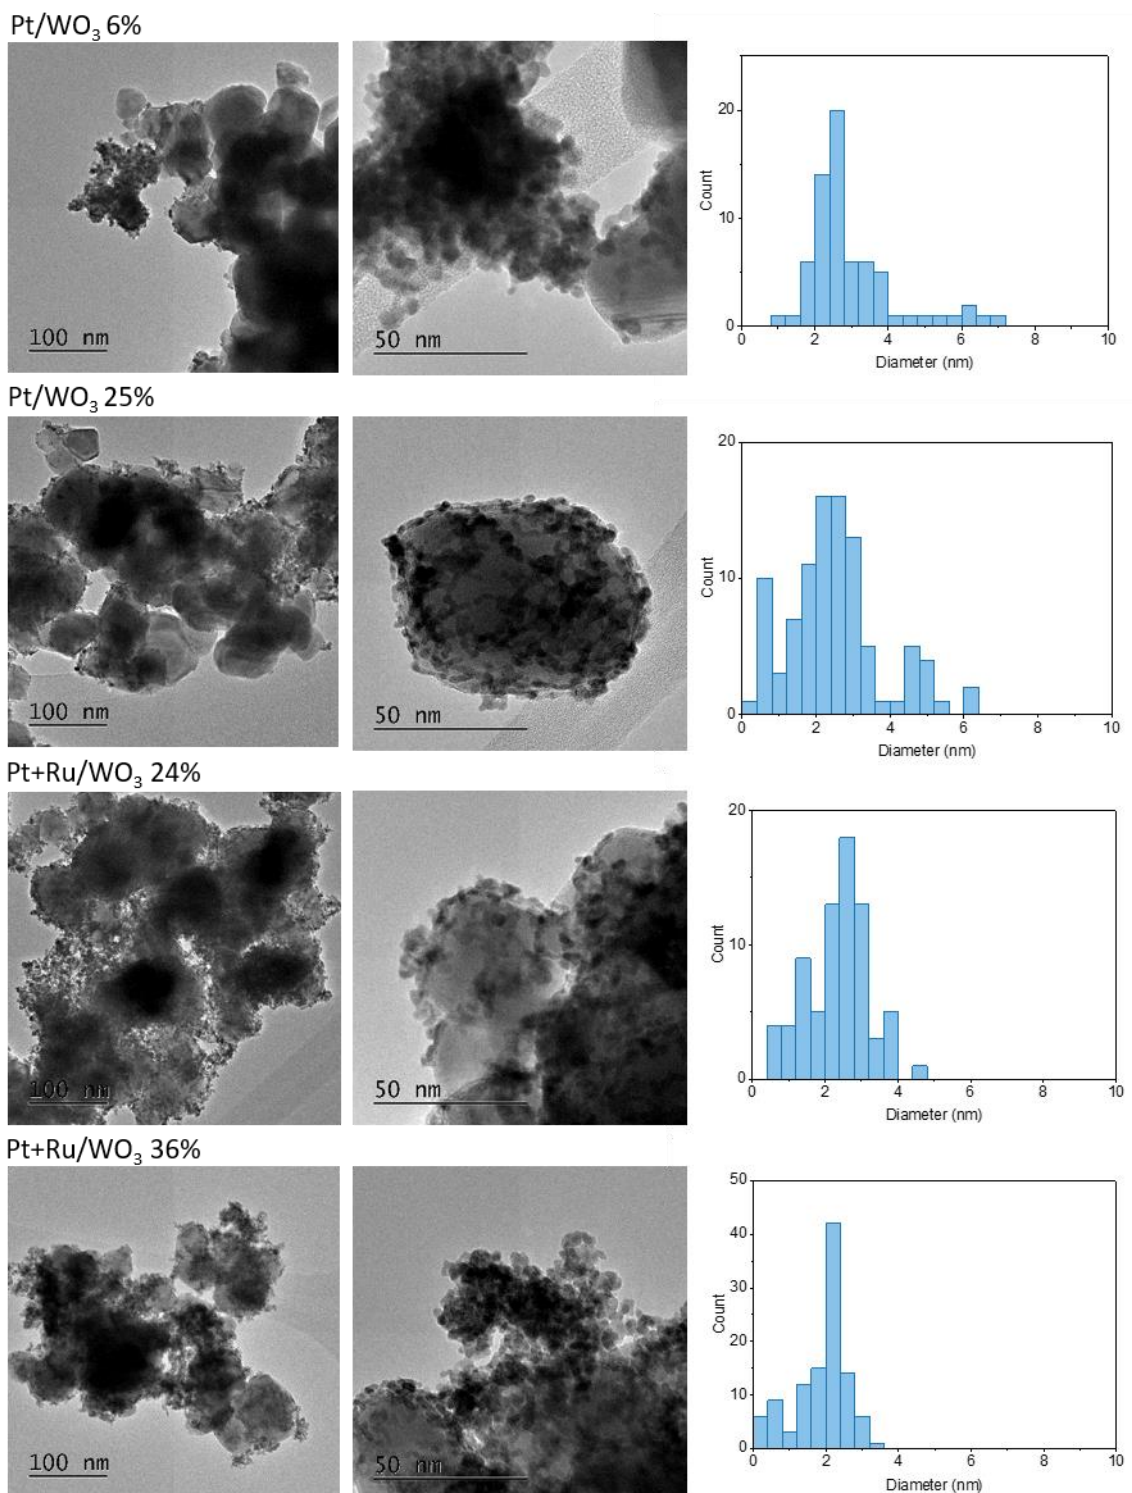 Pt/WO₃ 6%
100 nm
50 nm
20
10
0
Count
0 2 4 6 8 10
Diameter (nm)
Pt/WO₃ 25%
100 nm
50 nm
20
10
0
Count
0 2 4 6 8 10
Diameter (nm)
Pt+Ru/WO₃ 24%
100 nm
50 nm
20
10
0
Count
0 2 4 6 8 10
Diameter (nm)
Pt+Ru/WO₃ 36%
100 nm
50 nm
50
40
30
20
10
0
Count
0 2 4 6 8 10
Diameter (nm)